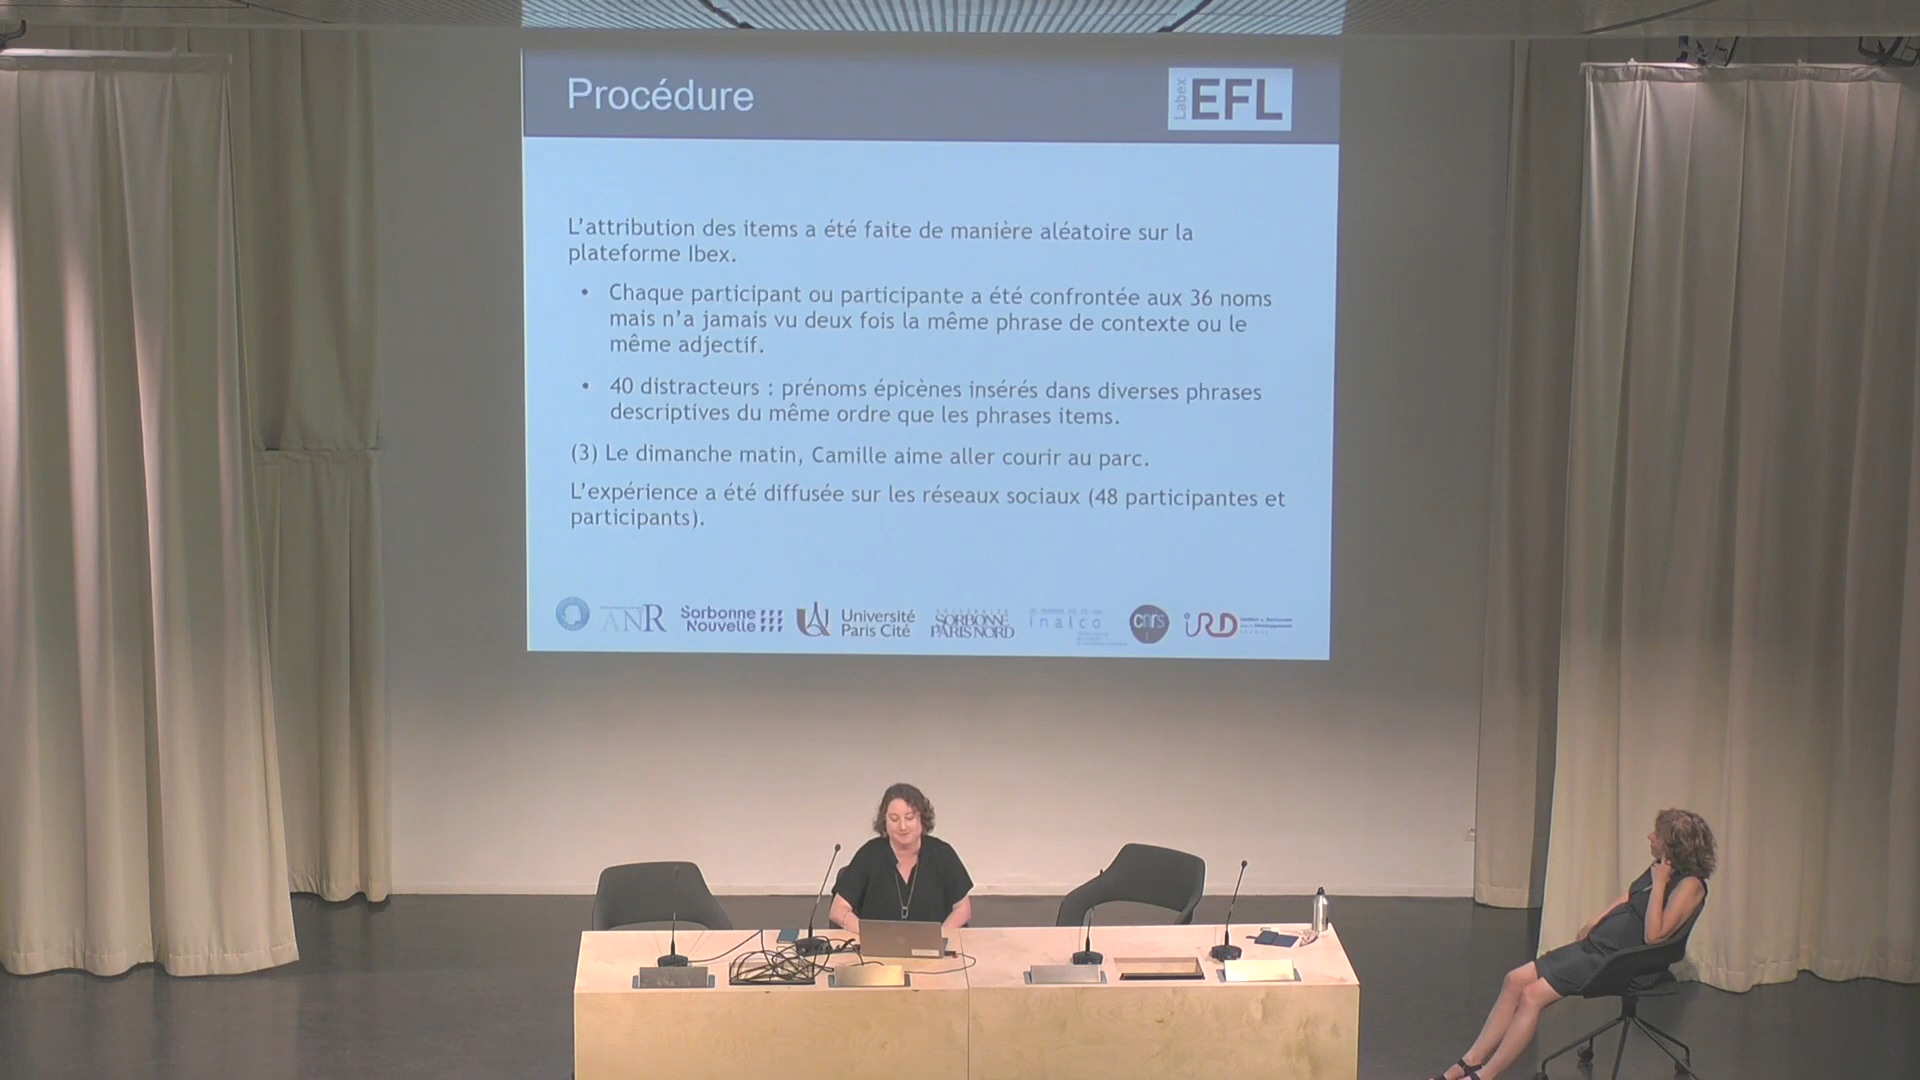 Procédure
Labex EFL
L’attribution des items a été faite de manière aléatoire sur la
plateforme Ibex.
• Chaque participant ou participante a été confrontée aux 36 noms
mais n’a jamais vu deux fois la même phrase de contexte ou le
même adjectif.
• 40 distracteurs : prénoms épicènes insérés dans diverses phrases
descriptives du même ordre que les phrases items.
(3) Le dimanche matin, Camille aime aller courir au parc.
L’expérience a été diffusée sur les réseaux sociaux (48 participantes et
participants).
ANR
Sorbonne
Nouvelle
Université
Paris Cité
UNIVERSITÉ
SORBONNE
PARIS NORD
inalco
cnrs
IRD